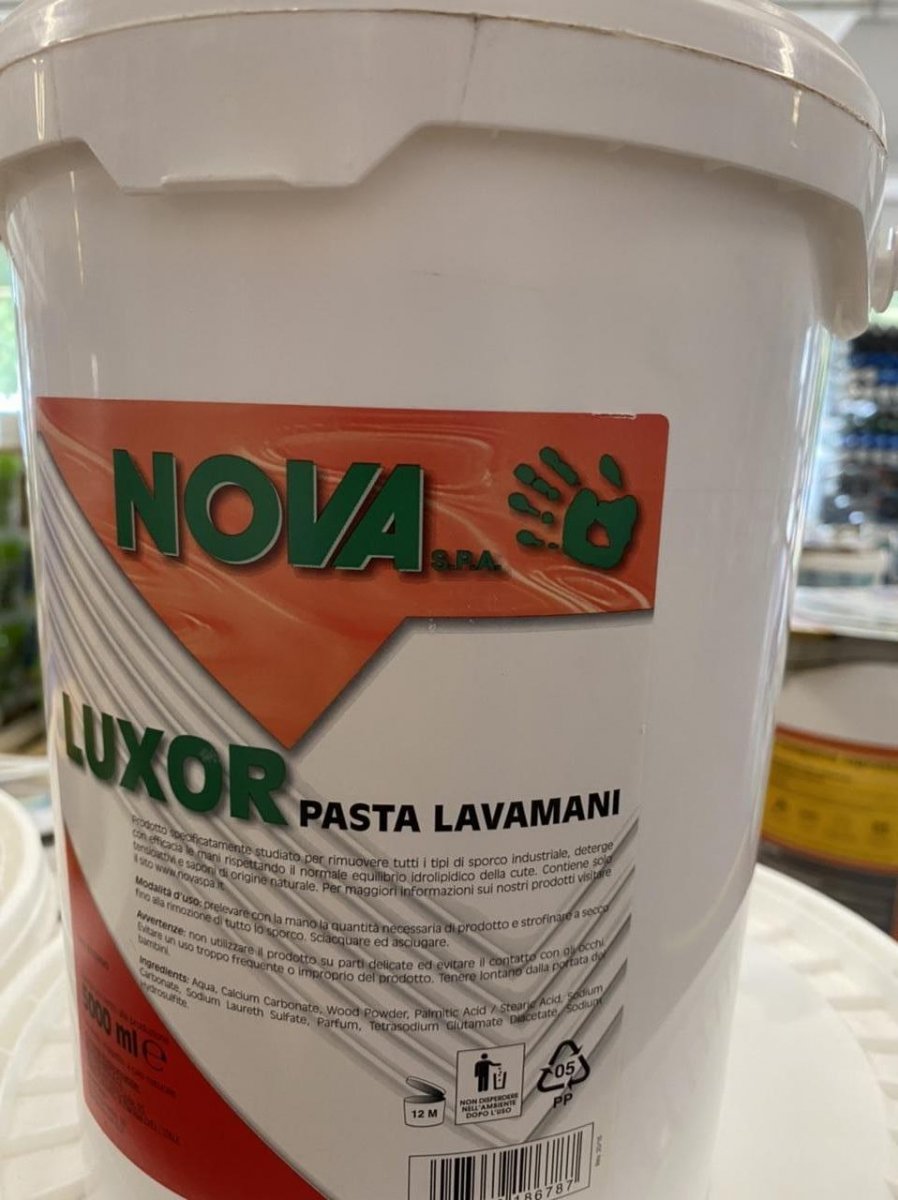 NOVA S.P.A.
LUXOR PASTA LAVAMANI
Prodotto specificatamente studiato per rimuovere tutti i tipi di sporco industriale, deterge
con efficacia le mani rispettando il normale equilibrio idrolipidico della cute. Contiene solo
tensioattivi e saponi di origine naturale. Per maggiori informazioni sui nostri prodotti visitare
il sito www.novaspa.it
Modalità d'uso: prelevare con la mano la quantità necessaria di prodotto e strofinare a secco
fino alla rimozione di tutto lo sporco. Sciacquare ed asciugare.
Avvertenze: non utilizzare il prodotto su parti delicate ed evitare il contatto con gli occhi.
Evitare un uso troppo frequente o improprio del prodotto. Tenere lontano dalla portata dei
bambini.
Ingredients: Aqua, Calcium Carbonate, Wood Powder, Palmitic Acid / Stearic Acid, Sodium
Carbonate, Sodium Laureth Sulfate, Parfum, Tetrasodium Glutamate Diacetate, Sodium
Hydrosulfite.
5000 ml e
12 M
NON DISPERDERE
NELL'AMBIENTE
DOPO L'USO
05
PP
186787